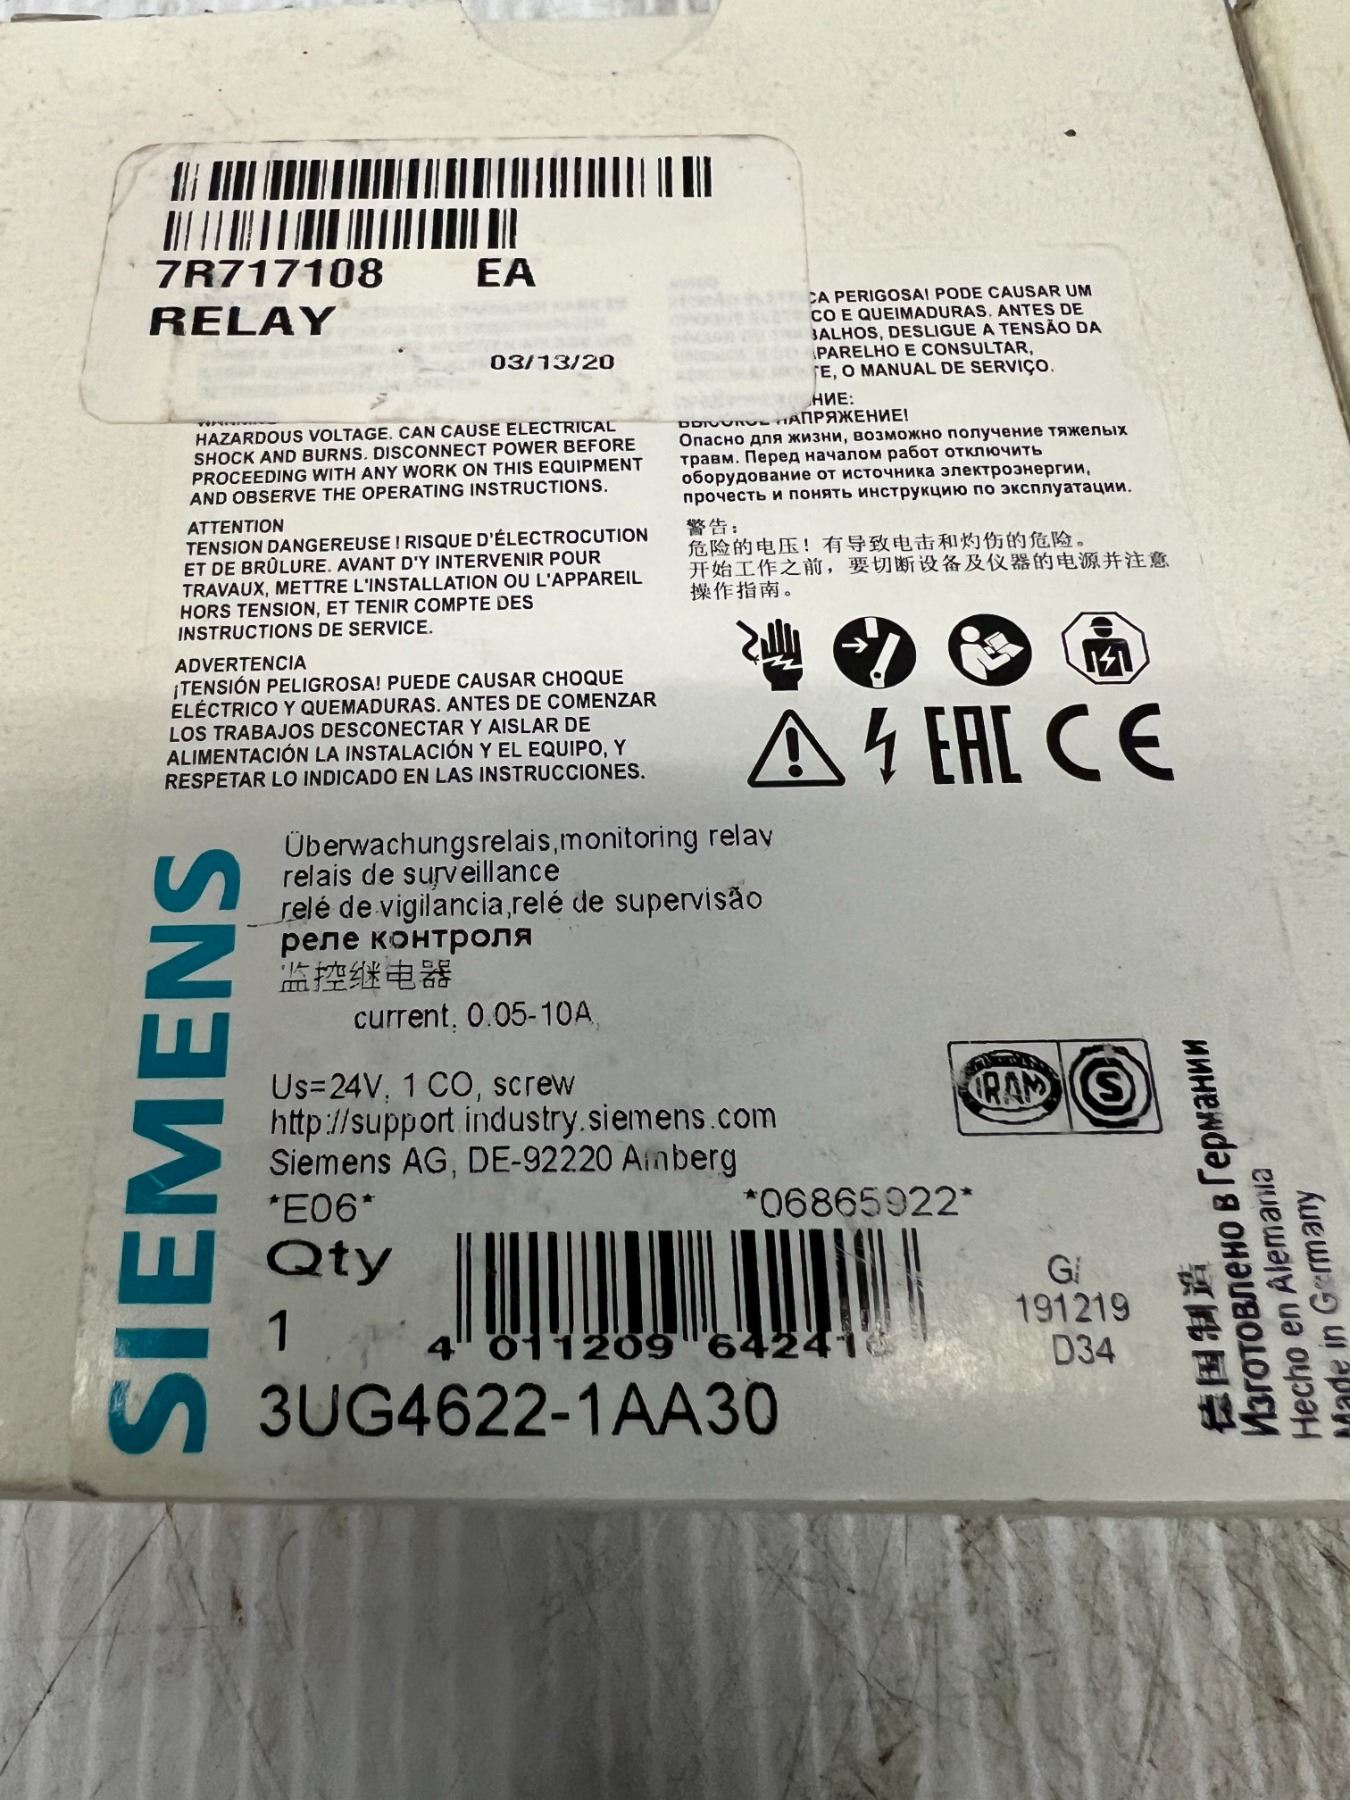 7R717108 EA
RELAY
03/13/20
HAZARDOUS VOLTAGE. CAN CAUSE ELECTRICAL
SHOCK AND BURNS. DISCONNECT POWER BEFORE
PROCEEDING WITH ANY WORK ON THIS EQUIPMENT
AND OBSERVE THE OPERATING INSTRUCTIONS.
ATTENTION
TENSION DANGEREUSE ! RISQUE D'ÉLECTROCUTION
ET DE BRÛLURE. AVANT D'Y INTERVENIR POUR
TRAVAUX, METTRE L'INSTALLATION OU L'APPAREIL
HORS TENSION, ET TENIR COMPTE DES
INSTRUCTIONS DE SERVICE.
ADVERTENCIA
¡TENSIÓN PELIGROSA! PUEDE CAUSAR CHOQUE
ELÉCTRICO Y QUEMADURAS. ANTES DE COMENZAR
LOS TRABAJOS DESCONECTAR Y AISLAR DE
ALIMENTACIÓN LA INSTALACIÓN Y EL EQUIPO, Y
RESPETAR LO INDICADO EN LAS INSTRUCCIONES.
PERIGOSA! PODE CAUSAR UM
E QUEIMADURAS. ANTES DE
DESLIGUE A TENSÃO DA
E CONSULTAR,
O MANUAL DE SERVIÇO.
НАПРЯЖЕНИЕ!
Опасно для жизни, возможно получение тяжелых
травм. Перед началом работ отключить
оборудование от источника электроэнергии,
прочесть и понять инструкцию по эксплуатации.
警告：
危险的电压！有导致电击和灼伤的危险。
开始工作之前，要切断设备及仪器的电源并注意
操作指南。
EAC CE
SIEMENS
Überwachungsrelais,monitoring relay
relais de surveillance
relé de vigilancia,relé de supervisão
реле контроля
监控继电器
current, 0.05-10A,
Us=24V, 1 CO, screw
http://support.industry.siemens.com
Siemens AG, DE-92220 Amberg
*E06* *06865922*
IRAM S
Qty
1
4 011209 642416
G/
191219
D34
3UG4622-1AA30
德国制造
Изготовлено в Германии
Hecho en Alemania
Made in Germany